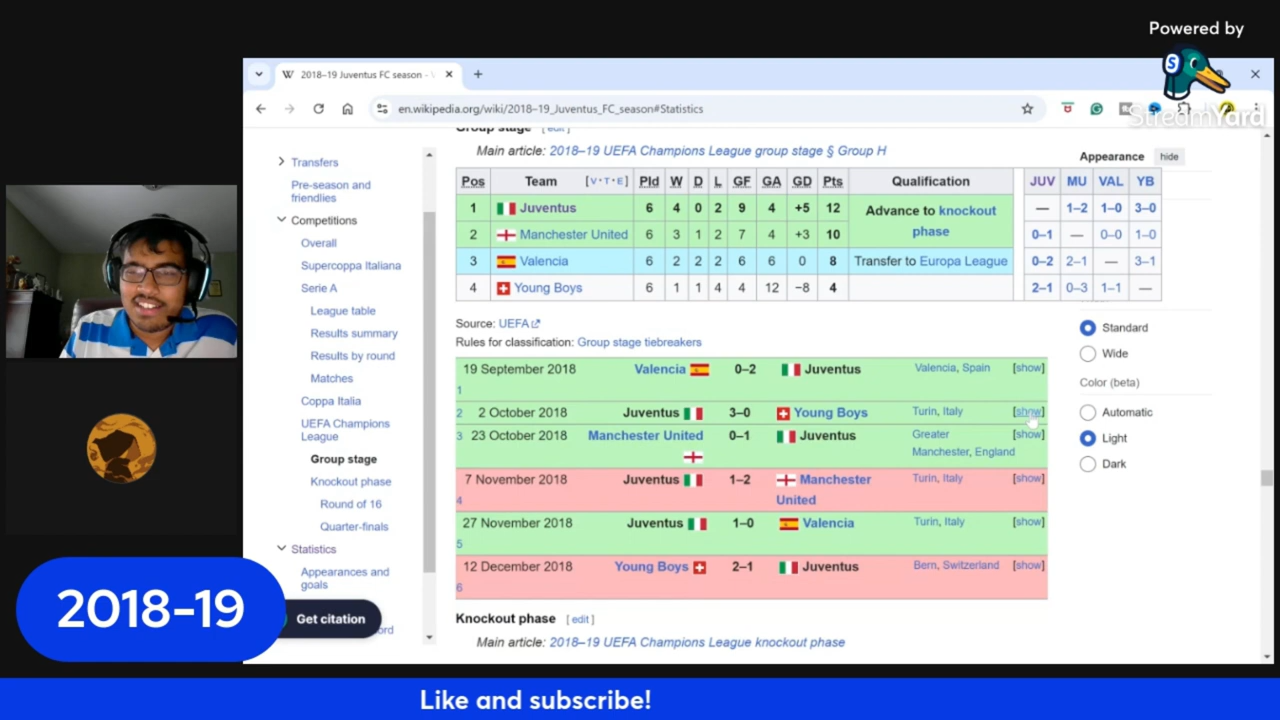 Powered by
StreamYard
2018–19 Juventus FC season -
en.wikipedia.org/wiki/2018–19_Juventus_FC_season#Statistics
Transfers
Pre-season and
friendlies
Competitions
Overall
Supercoppa Italiana
Serie A
League table
Results summary
Results by round
Matches
Coppa Italia
UEFA Champions
League
Group stage
Knockout phase
Round of 16
Quarter-finals
Statistics
Appearances and
goals
Get citation
Group stage [edit]
Main article: 2018–19 UEFA Champions League group stage § Group H
Pos Team [V·T·E] Pld W D L GF GA GD Pts Qualification JUV MU VAL YB
1 Juventus 6 4 0 2 9 4 +5 12 Advance to knockout phase — 1–2 1–0 3–0
2 Manchester United 6 3 1 2 7 4 +3 10 0–1 — 0–0 1–0
3 Valencia 6 2 2 2 6 6 0 8 Transfer to Europa League 0–2 2–1 — 3–1
4 Young Boys 6 1 1 4 4 12 −8 4 2–1 0–3 1–1 —
Source: UEFA
Rules for classification: Group stage tiebreakers
19 September 2018 Valencia 0–2 Juventus Valencia, Spain [show]
1
2 2 October 2018 Juventus 3–0 Young Boys Turin, Italy [show]
3 23 October 2018 Manchester United 0–1 Juventus Greater [show]
Manchester, England
7 November 2018 Juventus 1–2 Manchester Turin, Italy [show]
4 United
27 November 2018 Juventus 1–0 Valencia Turin, Italy [show]
5
12 December 2018 Young Boys 2–1 Juventus Bern, Switzerland [show]
6
Knockout phase [edit]
Main article: 2018–19 UEFA Champions League knockout phase
Appearance hide
Standard
Wide
Color (beta)
Automatic
Light
Dark
2018-19
Like and subscribe!